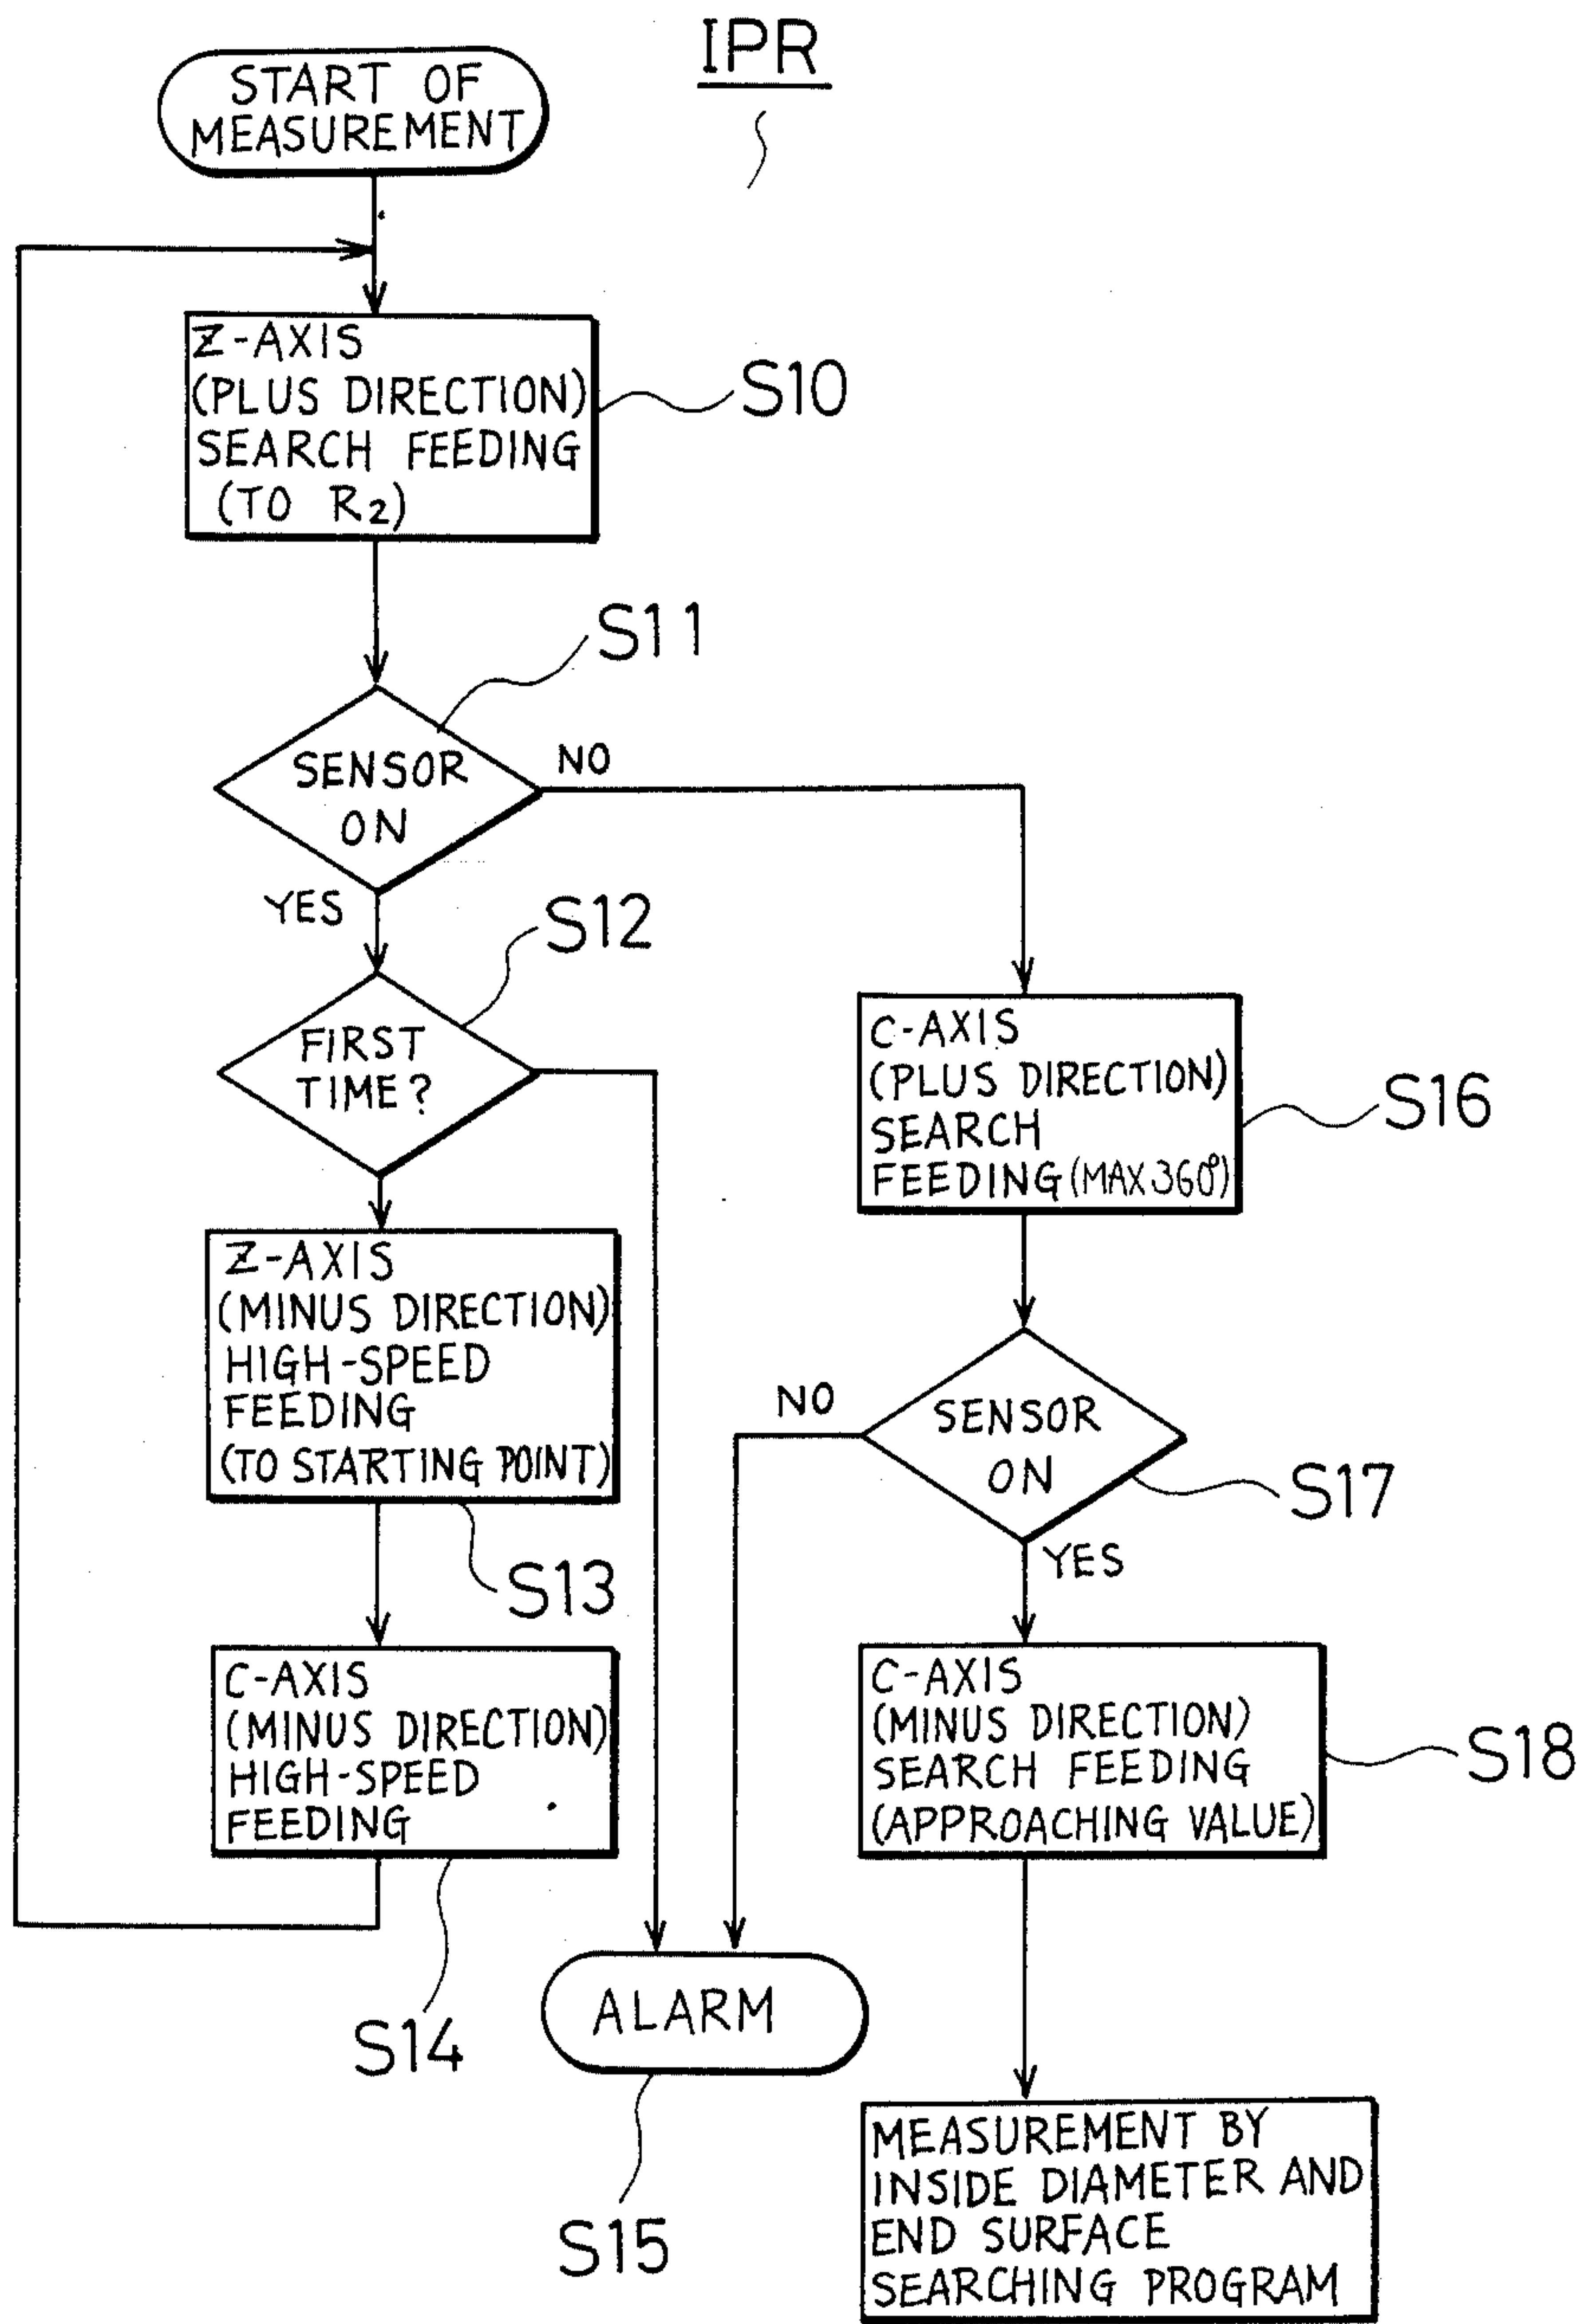 IPR
START OF
MEASUREMENT
Z-AXIS
(PLUS DIRECTION)
SEARCH FEEDING
(TO R2)
S10
S11
SENSOR
ON
NO
YES
S12
FIRST
TIME?
Z-AXIS
(MINUS DIRECTION)
HIGH-SPEED
FEEDING
(TO STARTING POINT)
S13
C-AXIS
(MINUS DIRECTION)
HIGH-SPEED
FEEDING
S14
ALARM
S15
C-AXIS
(PLUS DIRECTION)
SEARCH
FEEDING (MAX 360°)
S16
SENSOR
ON
NO
S17
YES
C-AXIS
(MINUS DIRECTION)
SEARCH FEEDING
(APPROACHING VALUE)
S18
MEASUREMENT BY
INSIDE DIAMETER AND
END SURFACE
SEARCHING PROGRAM